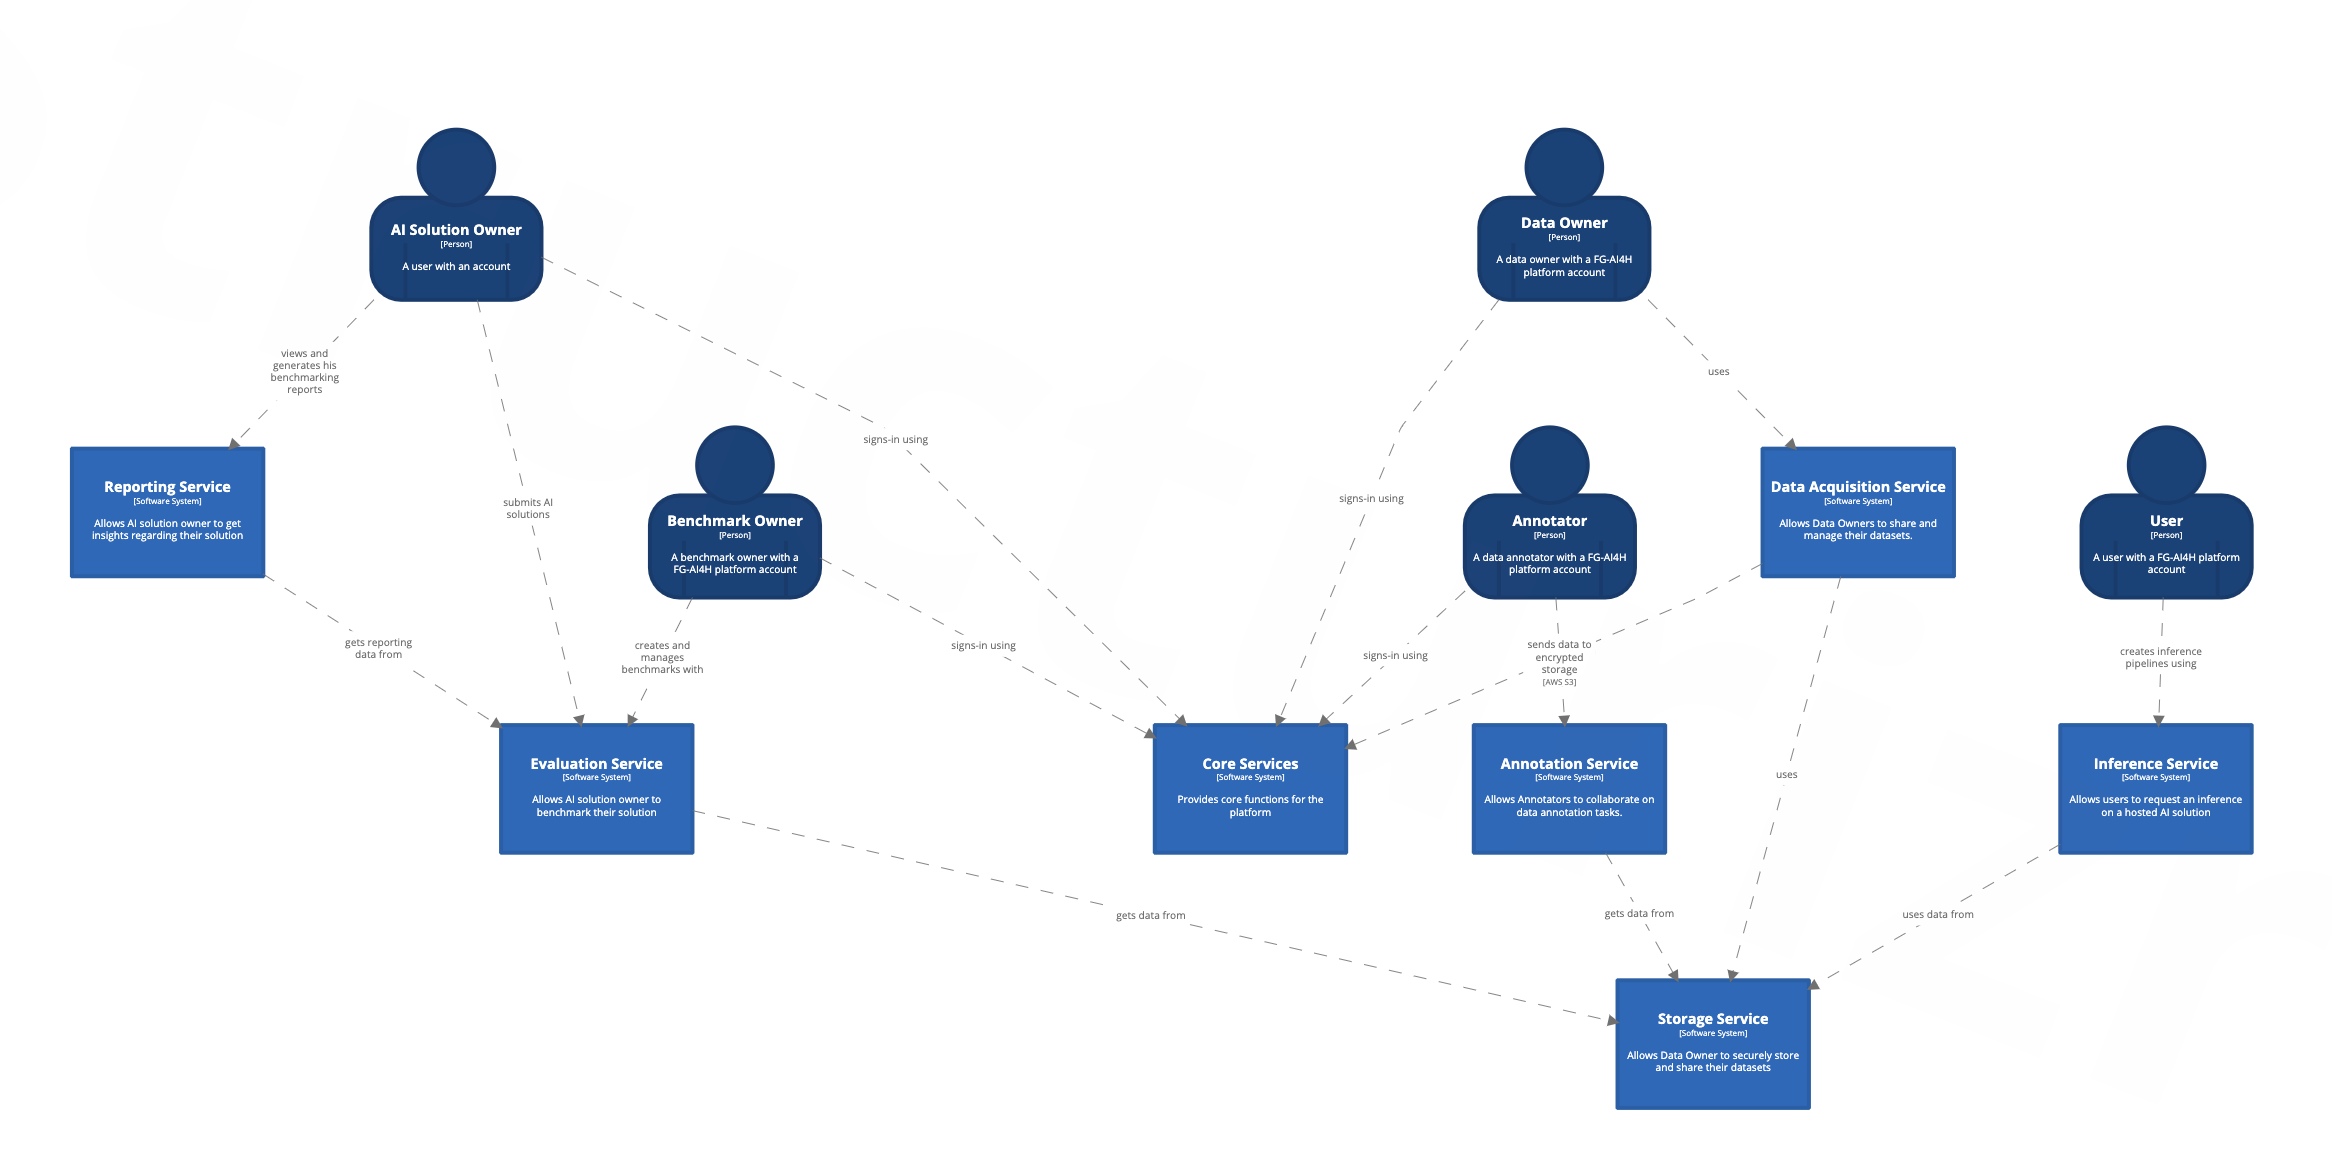 AI Solution Owner
[Person]
A user with an account
Data Owner
[Person]
A data owner with a FG-AI4H
platform account
views and
generates his
benchmarking
reports
uses
signs-in using
Reporting Service
[Software System]
Allows AI solution owner to get
insights regarding their solution
submits AI
solutions
Benchmark Owner
[Person]
A benchmark owner with a
FG-AI4H platform account
signs-in using
Annotator
[Person]
A data annotator with a FG-AI4H
platform account
Data Acquisition Service
[Software System]
Allows Data Owners to share and
manage their datasets.
User
[Person]
A user with a FG-AI4H platform
account
gets reporting
data from
creates and
manages
benchmarks with
signs-in using
signs-in using
sends data to
encrypted
storage
[AWS S3]
creates inference
pipelines using
Evaluation Service
[Software System]
Allows AI solution owner to
benchmark their solution
Core Services
[Software System]
Provides core functions for the
platform
Annotation Service
[Software System]
Allows Annotators to collaborate on
data annotation tasks.
uses
Inference Service
[Software System]
Allows users to request an inference
on a hosted AI solution
gets data from
gets data from
uses data from
Storage Service
[Software System]
Allows Data Owner to securely store
and share their datasets